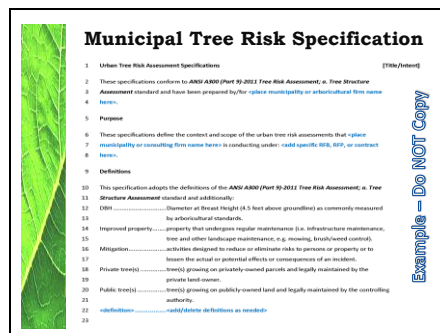 Municipal Tree Risk Specification
1 Urban Tree Risk Assessment Specifications [Title/Intent]
2 These specifications conform to ANSI A300 (Part 9)-2011 Tree Risk Assessment; a. Tree Structure
3 Assessment standard and have been prepared by/for <place municipality or arboricultural firm name
4 here>.
5 Purpose
6 These specifications define the context and scope of the urban tree risk assessments that <place
7 municipality or consulting firm name here> is conducting under: <add specific RFB, RFP, or contract
8 here>.
9 Definitions
10 This specification adopts the definitions of the ANSI A300 (Part 9)-2011 Tree Risk Assessment; a. Tree
11 Structure Assessment standard and additionally:
12 DBH ..............................Diameter at Breast Height (4.5 feet above groundline) as commonly measured
13 by arboricultural standards.
14 Improved property.......property that undergoes regular maintenance (i.e. infrastructure maintenance,
15 tree and other landscape maintenance, e.g. mowing, brush/weed control).
16 Mitigation.....................activities designed to reduce or eliminate risks to persons or property or to
17 lessen the actual or potential effects or consequences of an incident.
18 Private tree(s) ..............tree(s) growing on privately-owned parcels and legally maintained by the
19 private land-owner.
20 Public tree(s) ...............tree(s) growing on publicly-owned land and legally maintained by the controlling
21 authority.
22 <definition> .................<add/delete definitions as needed>
23
Example – Do NOT Copy